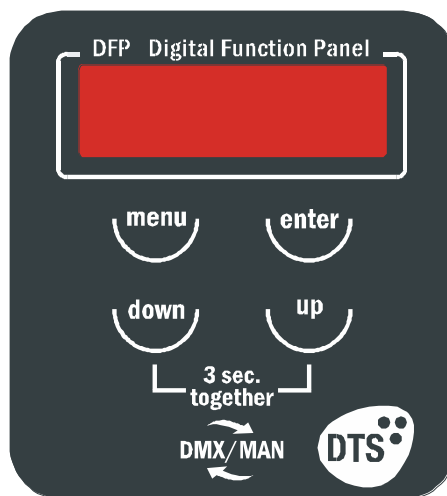 DFP Digital Function Panel
menu enter
down up
3 sec.
together
DMX/MAN
DTS